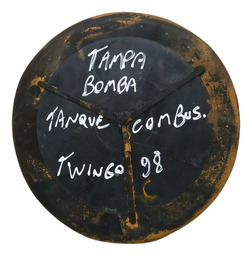 TAMPA
BOMBA
TANQUE COMBUS.
TWINGO 98